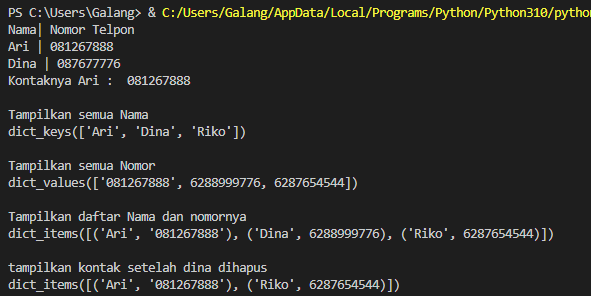 PS C:\Users\Galang> & C:/Users/Galang/AppData/Local/Programs/Python/Python310/python
Nama| Nomor Telpon
Ari | 081267888
Dina | 087677776
Kontaknya Ari :  081267888
Tampilkan semua Nama
dict_keys(['Ari', 'Dina', 'Riko'])
Tampilkan semua Nomor
dict_values(['081267888', 6288999776, 6287654544])
Tampilkan daftar Nama dan nomornya
dict_items([('Ari', '081267888'), ('Dina', 6288999776), ('Riko', 6287654544)])
tampilkan kontak setelah dina dihapus
dict_items([('Ari', '081267888'), ('Riko', 6287654544)])